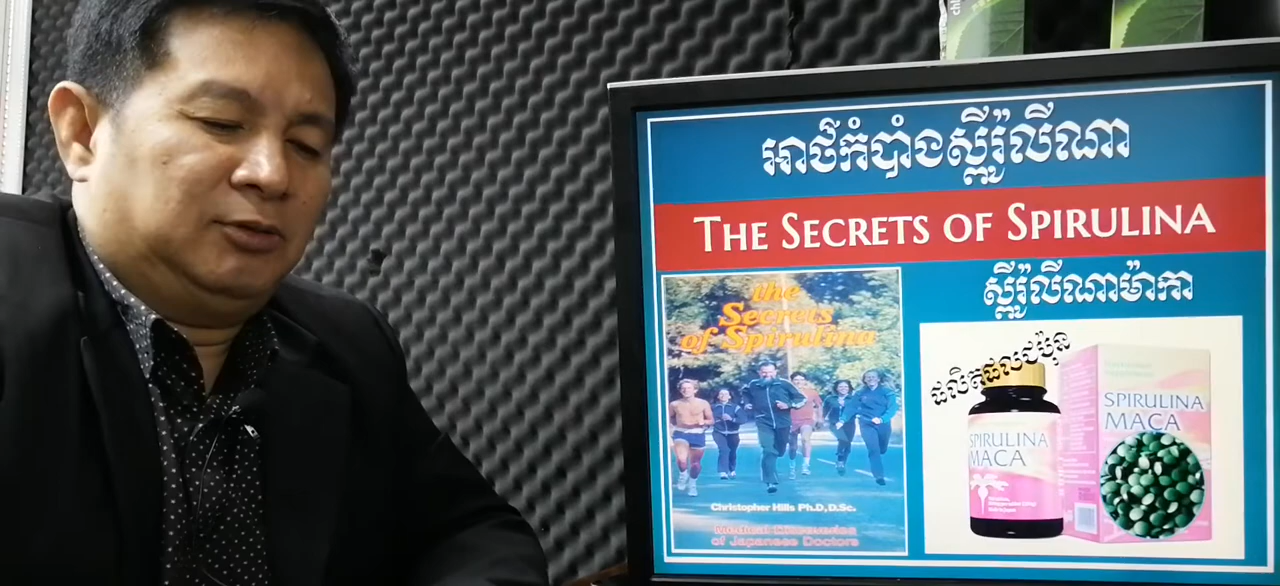 chl
អាថ៌កំបាំងស្ពីរ៉ូលីណា
THE SECRETS OF SPIRULINA
ស្ពីរ៉ូលីណាម៉ាកា
the
Secrets
of Spirulina
Christopher Hills Ph.D, D.Sc.
Medical Discoveries
of Japanese Doctors
ផលិតផលជប៉ុន
SPIRULINA
MACA
SPIRULINA
MACA